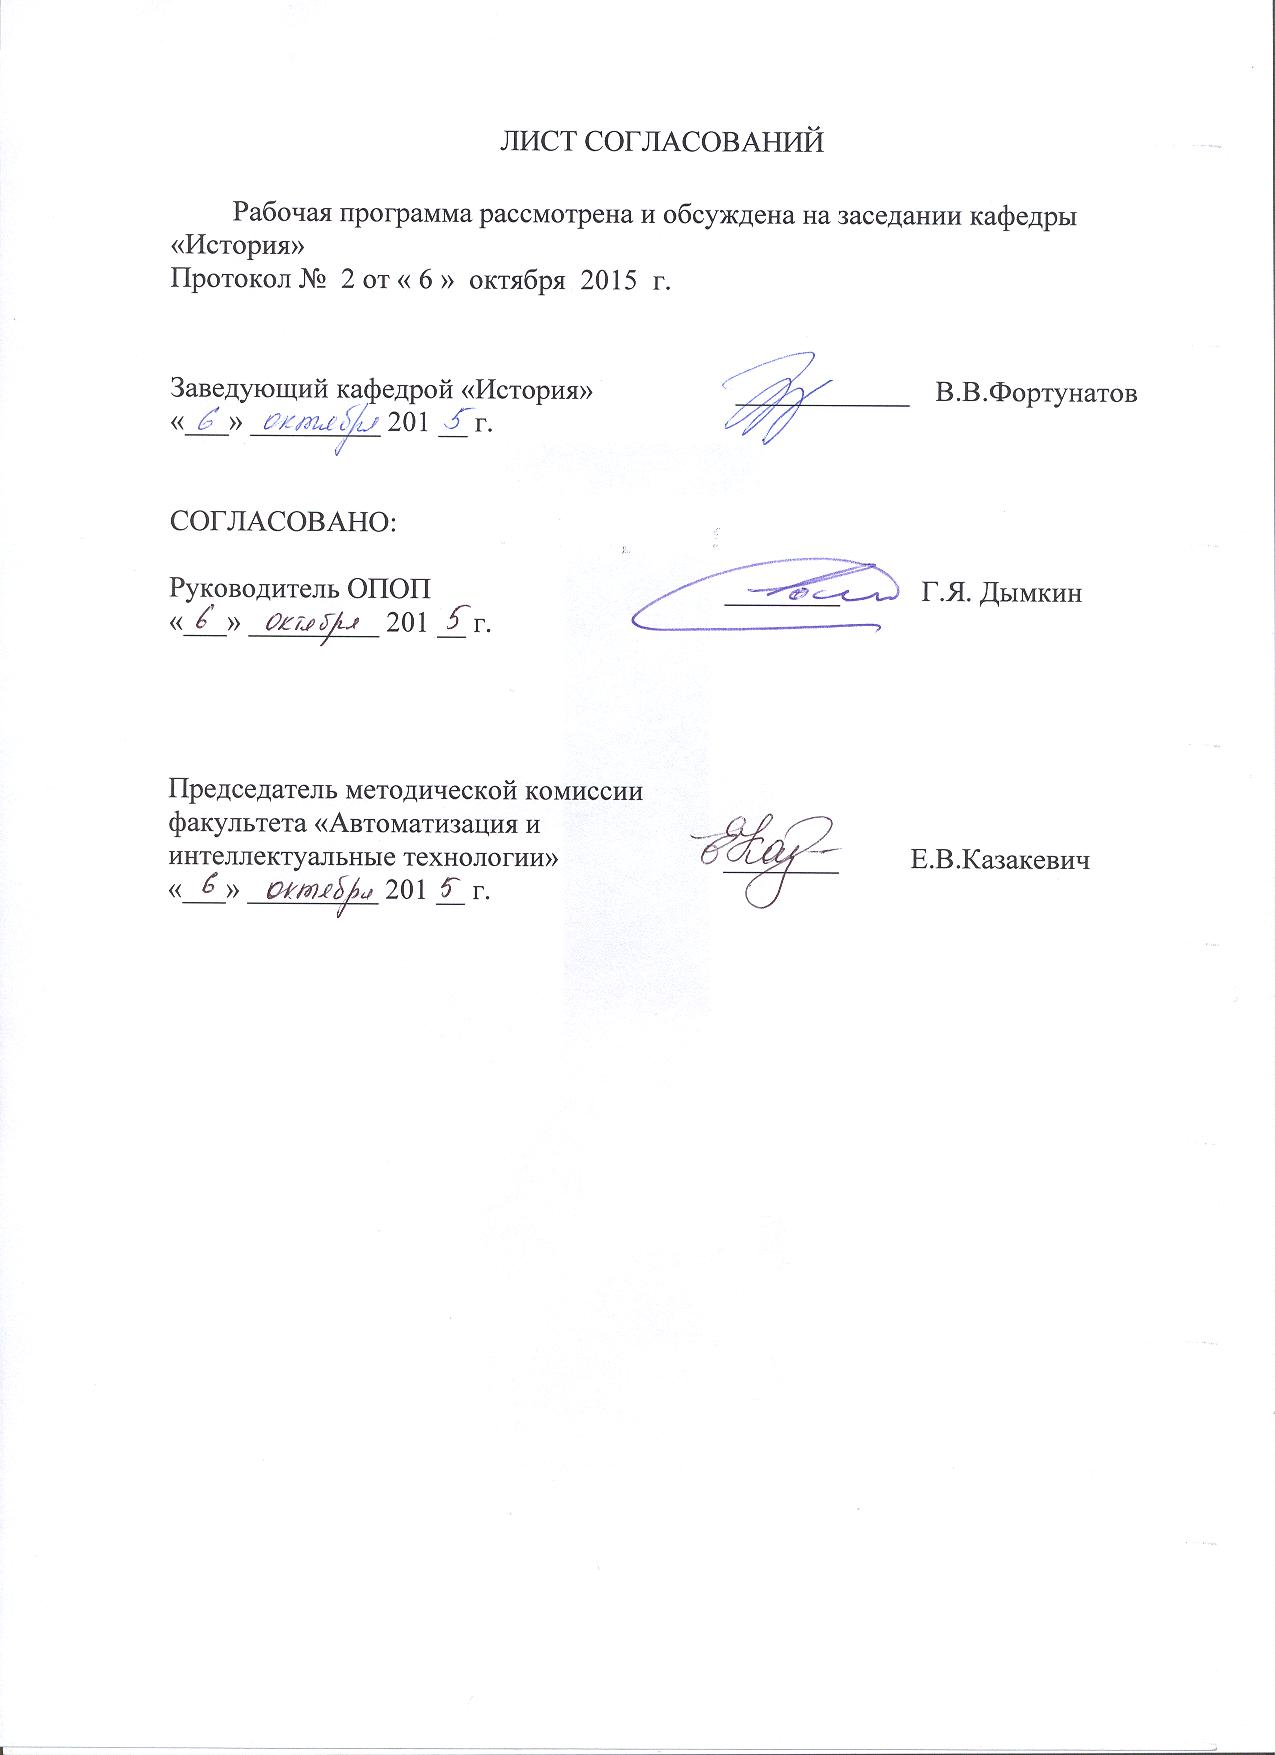 ЛИСТ СОГЛАСОВАНИЙ
Рабочая программа рассмотрена и обсуждена на заседании кафедры
«История»
Протокол № 2 от « 6 » октября 2015 г.
Заведующий кафедрой «История» В.В.Фортунатов
« 6 » октября 201 5 г.
СОГЛАСОВАНО:
Руководитель ОПОП Г.Я. Дымкин
« 6 » октября 201 5 г.
Председатель методической комиссии
факультета «Автоматизация и
интеллектуальные технологии» Е.В.Казакевич
« 6 » октября 201 5 г.